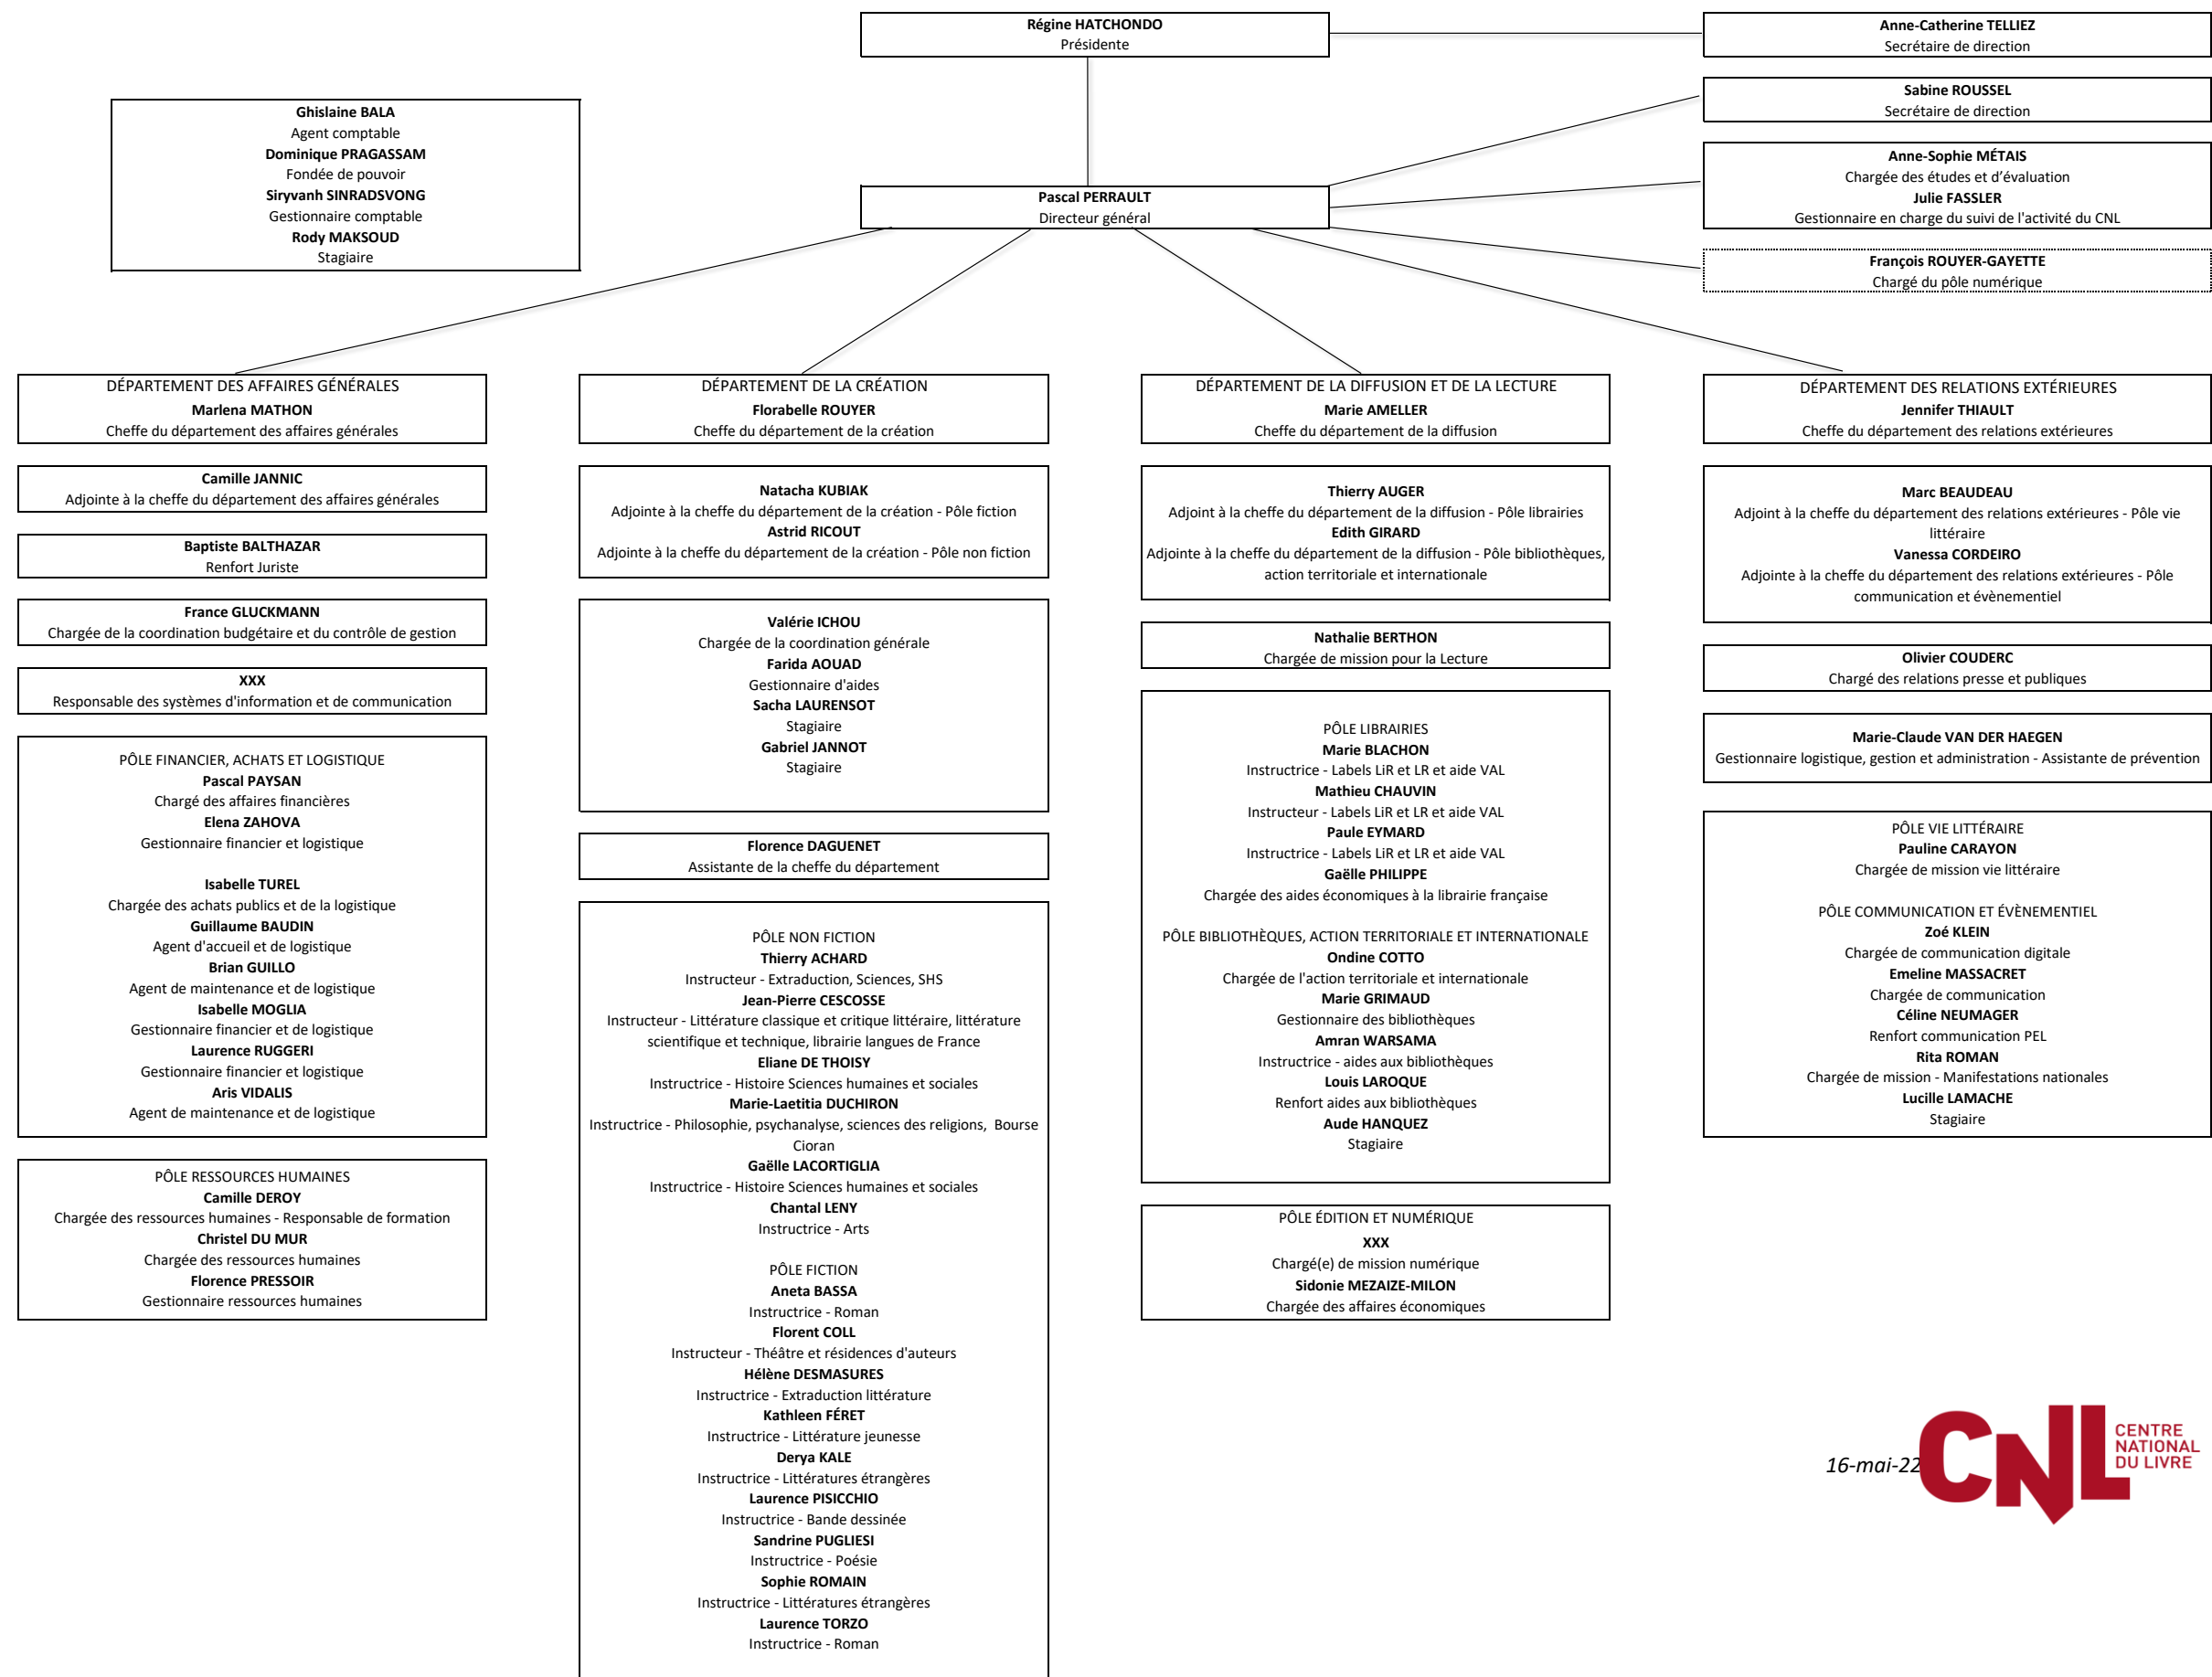 Régine HATCHONDO
Présidente
Anne-Catherine TELLIEZ
Secrétaire de direction
Sabine ROUSSEL
Secrétaire de direction
Ghislaine BALA
Agent comptable
Dominique PRAGASSAM
Fondée de pouvoir
Siryvanh SINRADSVONG
Gestionnaire comptable
Rody MAKSOUD
Stagiaire
Anne-Sophie MÉTAIS
Chargée des études et d’évaluation
Julie FASSLER
Gestionnaire en charge du suivi de l'activité du CNL
Pascal PERRAULT
Directeur général
François ROUYER-GAYETTE
Chargé du pôle numérique
DÉPARTEMENT DES AFFAIRES GÉNÉRALES
Marlena MATHON
Cheffe du département des affaires générales
Camille JANNIC
Adjointe à la cheffe du département des affaires générales
Baptiste BALTHAZAR
Renfort Juriste
France GLUCKMANN
Chargée de la coordination budgétaire et du contrôle de gestion
XXX
Responsable des systèmes d'information et de communication
PÔLE FINANCIER, ACHATS ET LOGISTIQUE
Pascal PAYSAN
Chargé des affaires financières
Elena ZAHOVA
Gestionnaire financier et logistique
Isabelle TUREL
Chargée des achats publics et de la logistique
Guillaume BAUDIN
Agent d'accueil et de logistique
Brian GUILLO
Agent de maintenance et de logistique
Isabelle MOGLIA
Gestionnaire financier et de logistique
Laurence RUGGERI
Gestionnaire financier et logistique
Aris VIDALIS
Agent de maintenance et de logistique
PÔLE RESSOURCES HUMAINES
Camille DEROY
Chargée des ressources humaines - Responsable de formation
Christel DU MUR
Chargée des ressources humaines
Florence PRESSOIR
Gestionnaire ressources humaines
DÉPARTEMENT DE LA CRÉATION
Florabelle ROUYER
Cheffe du département de la création
Natacha KUBIAK
Adjointe à la cheffe du département de la création - Pôle fiction
Astrid RICOUT
Adjointe à la cheffe du département de la création - Pôle non fiction
Valérie ICHOU
Chargée de la coordination générale
Farida AOUAD
Gestionnaire d'aides
Sacha LAURENSOT
Stagiaire
Gabriel JANNOT
Stagiaire
Florence DAGUENET
Assistante de la cheffe du département
PÔLE NON FICTION
Thierry ACHARD
Instructeur - Extraduction, Sciences, SHS
Jean-Pierre CESCOSSE
Instructeur - Littérature classique et critique littéraire, littérature
scientifique et technique, librairie langues de France
Eliane DE THOISY
Instructrice - Histoire Sciences humaines et sociales
Marie-Laetitia DUCHIRON
Instructrice - Philosophie, psychanalyse, sciences des religions, Bourse
Cioran
Gaëlle LACORTIGLIA
Instructrice - Histoire Sciences humaines et sociales
Chantal LENY
Instructrice - Arts
PÔLE FICTION
Aneta BASSA
Instructrice - Roman
Florent COLL
Instructeur - Théâtre et résidences d'auteurs
Hélène DESMASURES
Instructrice - Extraduction littérature
Kathleen FÉRET
Instructrice - Littérature jeunesse
Derya KALE
Instructrice - Littératures étrangères
Laurence PISICCHIO
Instructrice - Bande dessinée
Sandrine PUGLIESI
Instructrice - Poésie
Sophie ROMAIN
Instructrice - Littératures étrangères
Laurence TORZO
Instructrice - Roman
DÉPARTEMENT DE LA DIFFUSION ET DE LA LECTURE
Marie AMELLER
Cheffe du département de la diffusion
Thierry AUGER
Adjoint à la cheffe du département de la diffusion - Pôle librairies
Edith GIRARD
Adjointe à la cheffe du département de la diffusion - Pôle bibliothèques,
action territoriale et internationale
Nathalie BERTHON
Chargée de mission pour la Lecture
PÔLE LIBRAIRIES
Marie BLACHON
Instructrice - Labels LiR et LR et aide VAL
Mathieu CHAUVIN
Instructeur - Labels LiR et LR et aide VAL
Paule EYMARD
Instructrice - Labels LiR et LR et aide VAL
Gaëlle PHILIPPE
Chargée des aides économiques à la librairie française
PÔLE BIBLIOTHÈQUES, ACTION TERRITORIALE ET INTERNATIONALE
Ondine COTTO
Chargée de l'action territoriale et internationale
Marie GRIMAUD
Gestionnaire des bibliothèques
Amran WARSAMA
Instructrice - aides aux bibliothèques
Louis LAROQUE
Renfort aides aux bibliothèques
Aude HANQUEZ
Stagiaire
PÔLE ÉDITION ET NUMÉRIQUE
XXX
Chargé(e) de mission numérique
Sidonie MEZAIZE-MILON
Chargée des affaires économiques
DÉPARTEMENT DES RELATIONS EXTÉRIEURES
Jennifer THIAULT
Cheffe du département des relations extérieures
Marc BEAUDEAU
Adjoint à la cheffe du département des relations extérieures - Pôle vie
littéraire
Vanessa CORDEIRO
Adjointe à la cheffe du département des relations extérieures - Pôle
communication et évènementiel
Olivier COUDERC
Chargé des relations presse et publiques
Marie-Claude VAN DER HAEGEN
Gestionnaire logistique, gestion et administration - Assistante de prévention
PÔLE VIE LITTÉRAIRE
Pauline CARAYON
Chargée de mission vie littéraire
PÔLE COMMUNICATION ET ÉVÈNEMENTIEL
Zoé KLEIN
Chargée de communication digitale
Emeline MASSACRET
Chargée de communication
Céline NEUMAGER
Renfort communication PEL
Rita ROMAN
Chargée de mission - Manifestations nationales
Lucille LAMACHE
Stagiaire
16-mai-22
CNL
CENTRE
NATIONAL
DU LIVRE